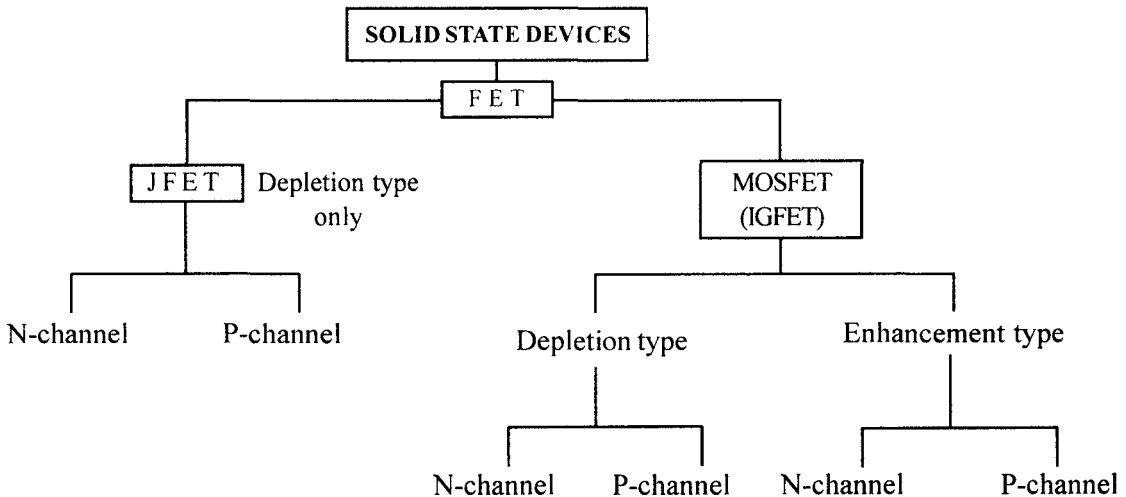 SOLID STATE DEVICES
FET
JFET
Depletion type
only
MOSFET
(IGFET)
N-channel
P-channel
Depletion type
Enhancement type
N-channel
P-channel
N-channel
P-channel